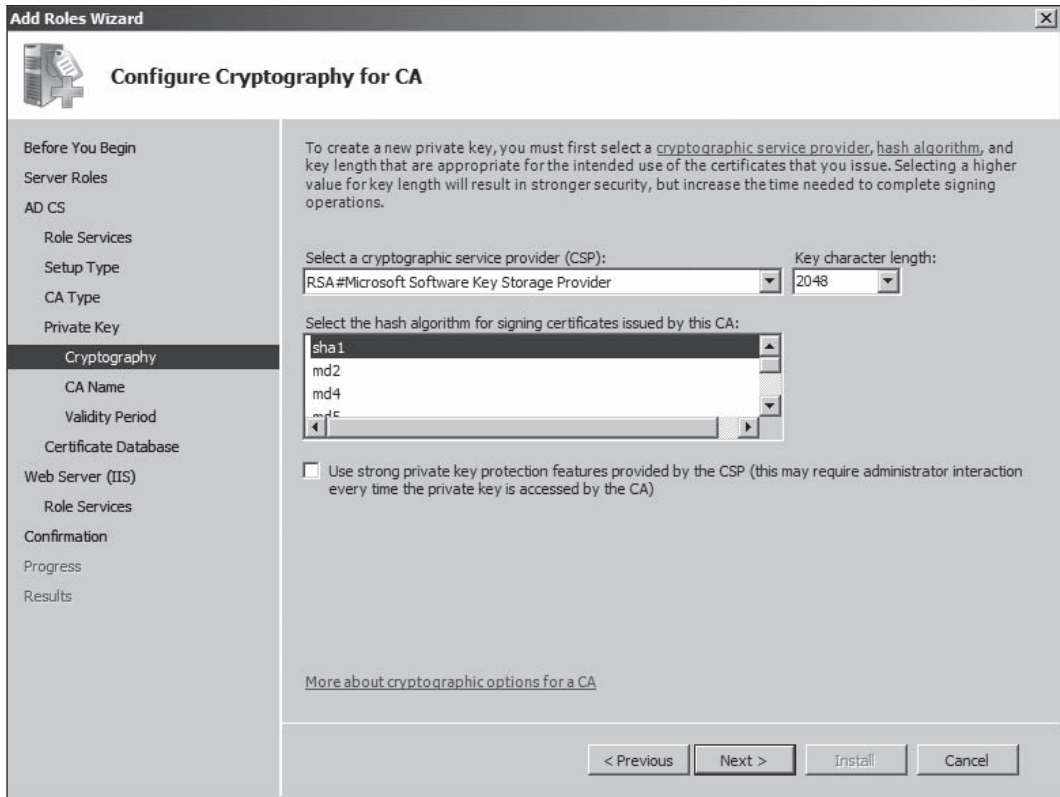 Add Roles Wizard
Configure Cryptography for CA
Before You Begin
Server Roles
AD CS
Role Services
Setup Type
CA Type
Private Key
Cryptography
CA Name
Validity Period
Certificate Database
Web Server (IIS)
Role Services
Confirmation
Progress
Results
To create a new private key, you must first select a cryptographic service provider, hash algorithm, and
key length that are appropriate for the intended use of the certificates that you issue. Selecting a higher
value for key length will result in stronger security, but increase the time needed to complete signing
operations.
Select a cryptographic service provider (CSP):
Key character length:
RSA#Microsoft Software Key Storage Provider
2048
Select the hash algorithm for signing certificates issued by this CA:
sha1
md2
md4
md5
Use strong private key protection features provided by the CSP (this may require administrator interaction
every time the private key is accessed by the CA)
More about cryptographic options for a CA
< Previous
Next >
Install
Cancel